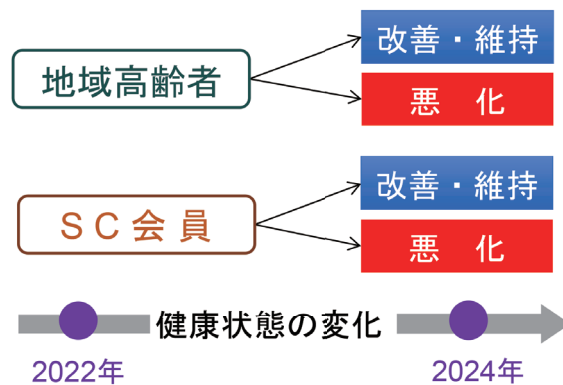 改善・維持
地域高齢者
悪 化
改善・維持
SC会員
悪 化
健康状態の変化
2022年
2024年